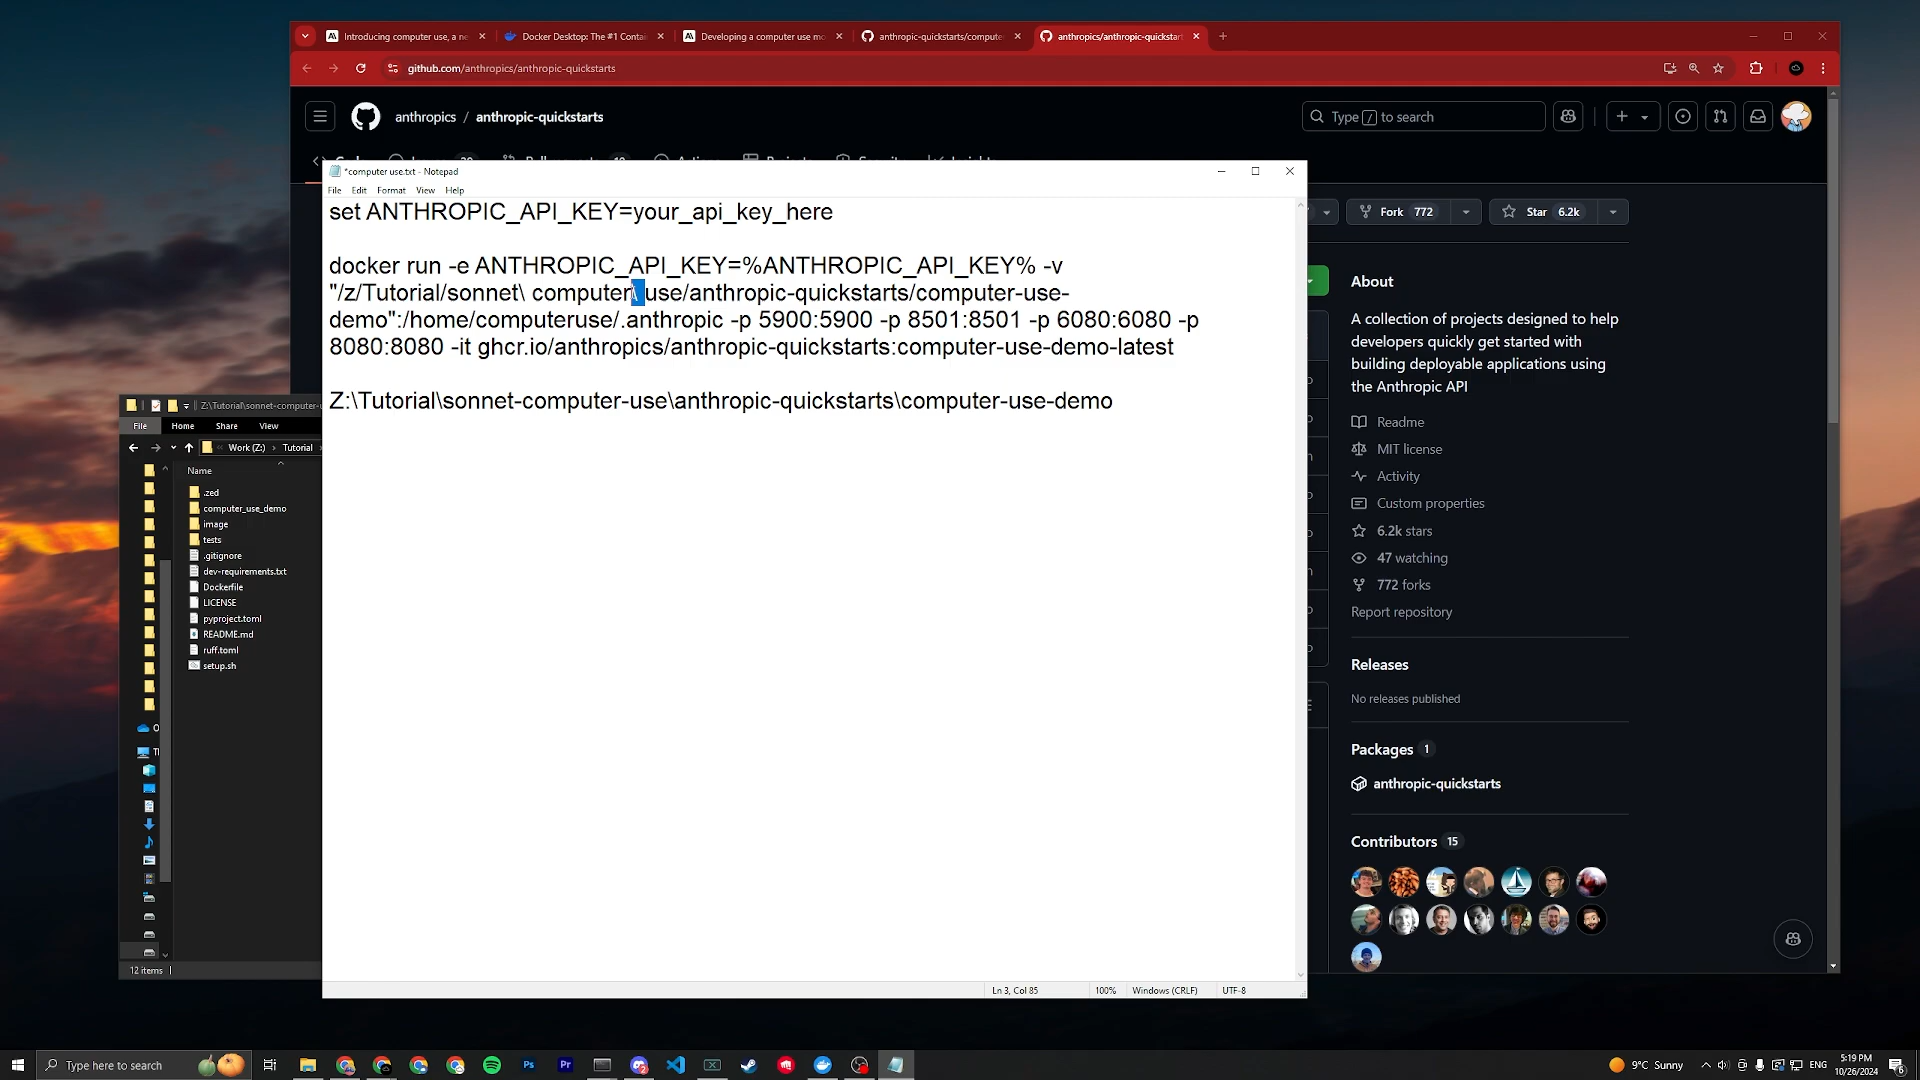 Introducing computer use, a ne
Docker Desktop: The #1 Contai
Developing a computer use mo
anthropic-quickstarts/compute
anthropics/anthropic-quickstart
github.com/anthropics/anthropic-quickstarts
anthropics / anthropic-quickstarts
Type / to search
*computer use.txt - Notepad
File Edit Format View Help
set ANTHROPIC_API_KEY=your_api_key_here
docker run -e ANTHROPIC_API_KEY=%ANTHROPIC_API_KEY% -v
"/z/Tutorial/sonnet\ computer\ use/anthropic-quickstarts/computer-use-
demo":/home/computeruse/.anthropic -p 5900:5900 -p 8501:8501 -p 6080:6080 -p
8080:8080 -it ghcr.io/anthropics/anthropic-quickstarts:computer-use-demo-latest
Z:\Tutorial\sonnet-computer-use\anthropic-quickstarts\computer-use-demo
Ln 3, Col 85
100%
Windows (CRLF)
UTF-8
Fork 772
Star 6.2k
About
A collection of projects designed to help
developers quickly get started with
building deployable applications using
the Anthropic API
Readme
MIT license
Activity
Custom properties
6.2k stars
47 watching
772 forks
Report repository
Releases
No releases published
Packages 1
anthropic-quickstarts
Contributors 15
Z:\Tutorial\sonnet-computer-u
File Home Share View
Work (Z:) Tutorial
Name
.zed
computer_use_demo
image
tests
.gitignore
dev-requirements.txt
Dockerfile
LICENSE
pyproject.toml
README.md
ruff.toml
setup.sh
12 items
Type here to search
Ps
Pr
9°C Sunny
ENG
5:19 PM
10/26/2024
6